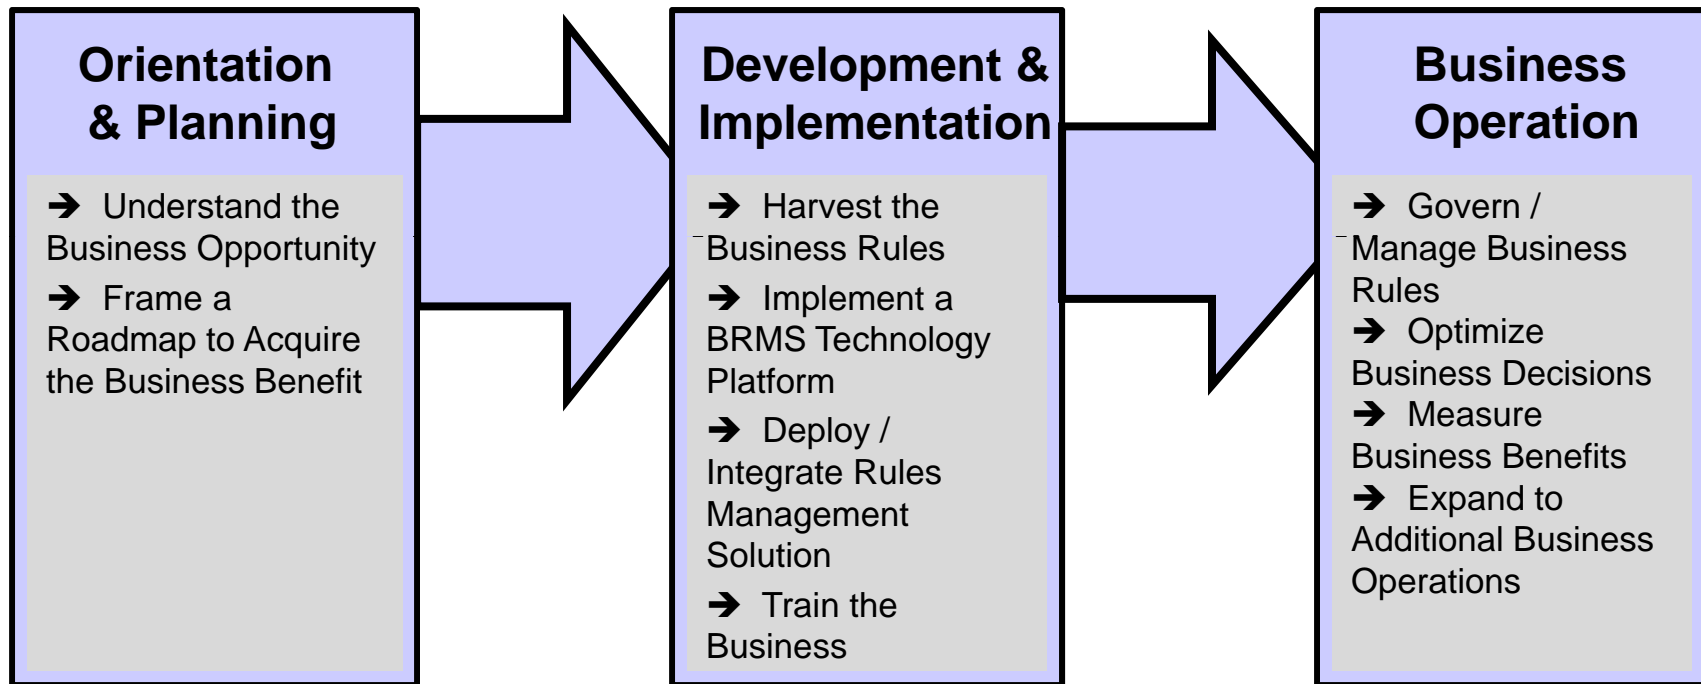 Orientation
& Planning
➔ Understand the
Business Opportunity
➔ Frame a
Roadmap to Acquire
the Business Benefit
Development &
Implementation
➔ Harvest the
Business Rules
➔ Implement a
BRMS Technology
Platform
➔ Deploy /
Integrate Rules
Management
Solution
➔ Train the
Business
Business
Operation
➔ Govern /
Manage Business
Rules
➔ Optimize
Business Decisions
➔ Measure
Business Benefits
➔ Expand to
Additional Business
Operations